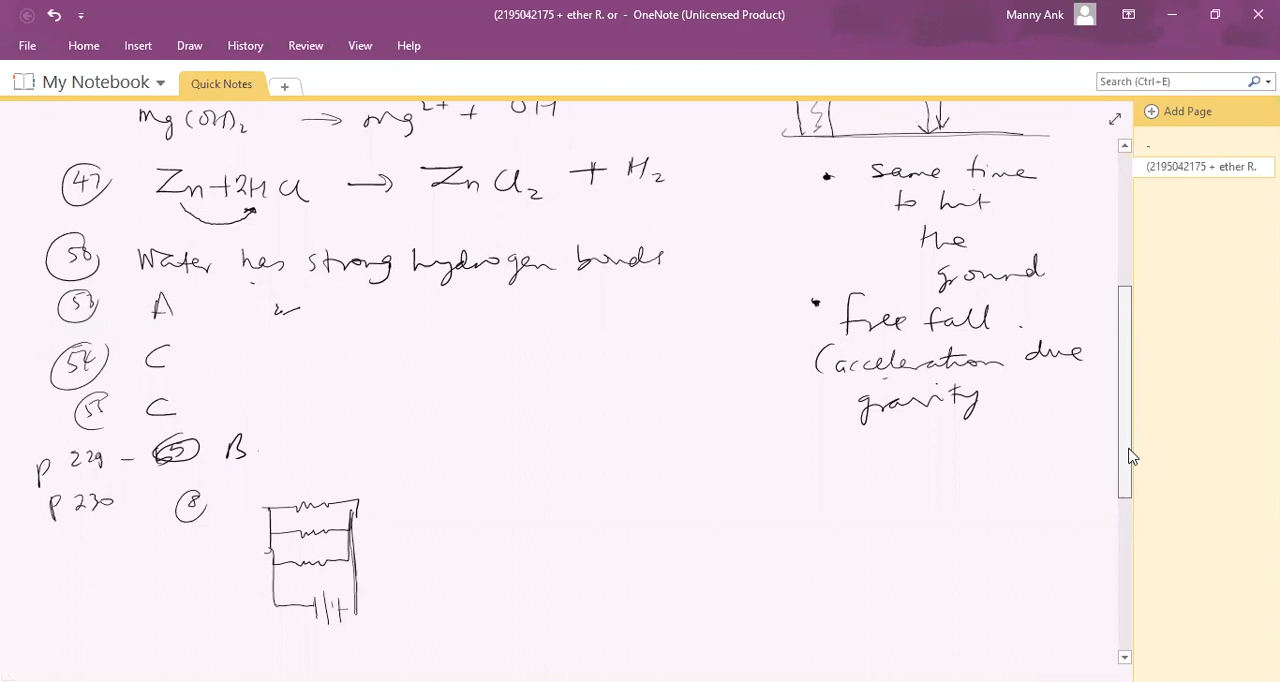 (2195042175 + ether R. or - OneNote (Unlicensed Product)
Manny Ank
File Home Insert Draw History Review View Help
My Notebook
Quick Notes
+
Search (Ctrl+E)
Add Page
-
(2195042175 + ether R.
Mg(OH)2 → Mg2+ + OH
47 Zn+2HCl → ZnCl2 + H2
Water has strong hydrogen bonds
53 A
54 C
55 C
p 229 - B
p 230 8
• same time
to hit
the
ground
• free fall.
(acceleration due
gravity